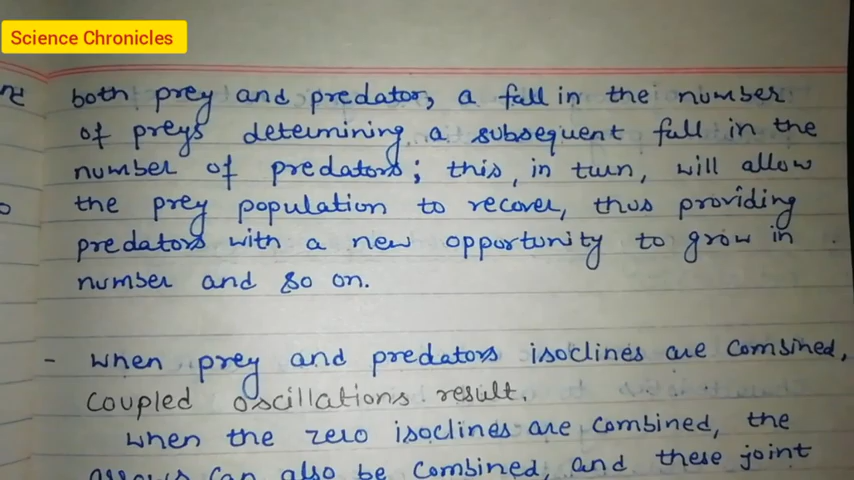 Science Chronicles
both prey and predator, a fall in the number
of preys determining a subsequent fall in the
number of predators; this, in turn, will allow
the prey population to recover, thus providing
predators with a new opportunity to grow in
number and so on.
- When prey and predators isoclines are combined,
coupled oscillations result.
When the zero isoclines are combined, the
arrows can also be combined, and these joint